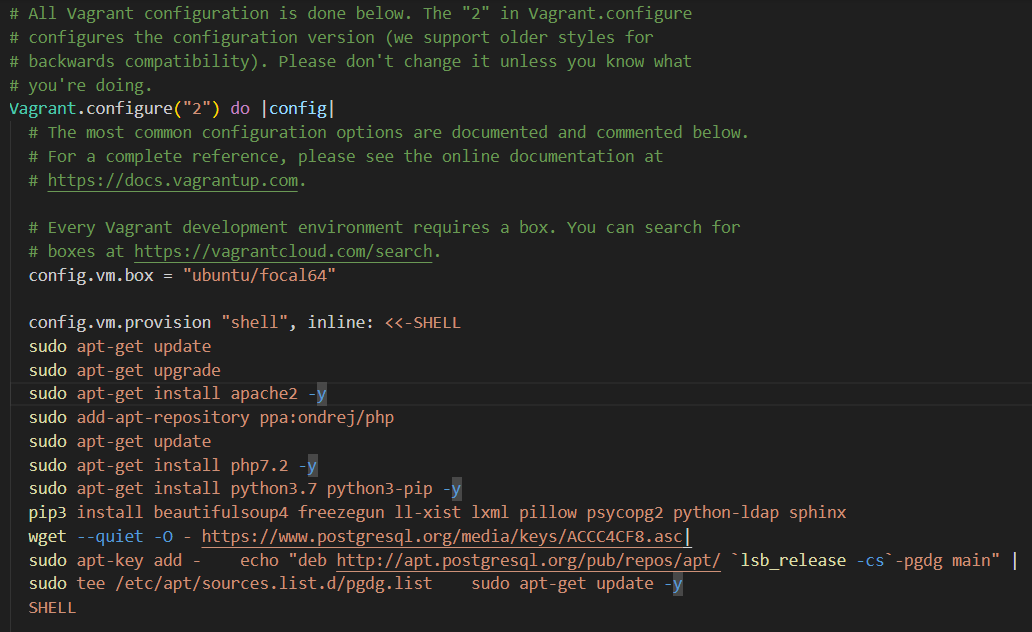 # All Vagrant configuration is done below. The "2" in Vagrant.configure
# configures the configuration version (we support older styles for
# backwards compatibility). Please don't change it unless you know what
# you're doing.
Vagrant.configure("2") do |config|
  # The most common configuration options are documented and commented below.
  # For a complete reference, please see the online documentation at
  # https://docs.vagrantup.com.

  # Every Vagrant development environment requires a box. You can search for
  # boxes at https://vagrantcloud.com/search.
  config.vm.box = "ubuntu/focal64"

  config.vm.provision "shell", inline: <<-SHELL
  sudo apt-get update
  sudo apt-get upgrade
  sudo apt-get install apache2 -y
  sudo add-apt-repository ppa:ondrej/php
  sudo apt-get update
  sudo apt-get install php7.2 -y
  sudo apt-get install python3.7 python3-pip -y
  pip3 install beautifulsoup4 freezegun ll-xist lxml pillow psycopg2 python-ldap sphinx
  wget --quiet -O - https://www.postgresql.org/media/keys/ACCC4CF8.asc|
  sudo apt-key add -    echo "deb http://apt.postgresql.org/pub/repos/apt/ `lsb_release -cs`-pgdg main" |
  sudo tee /etc/apt/sources.list.d/pgdg.list    sudo apt-get update -y
  SHELL